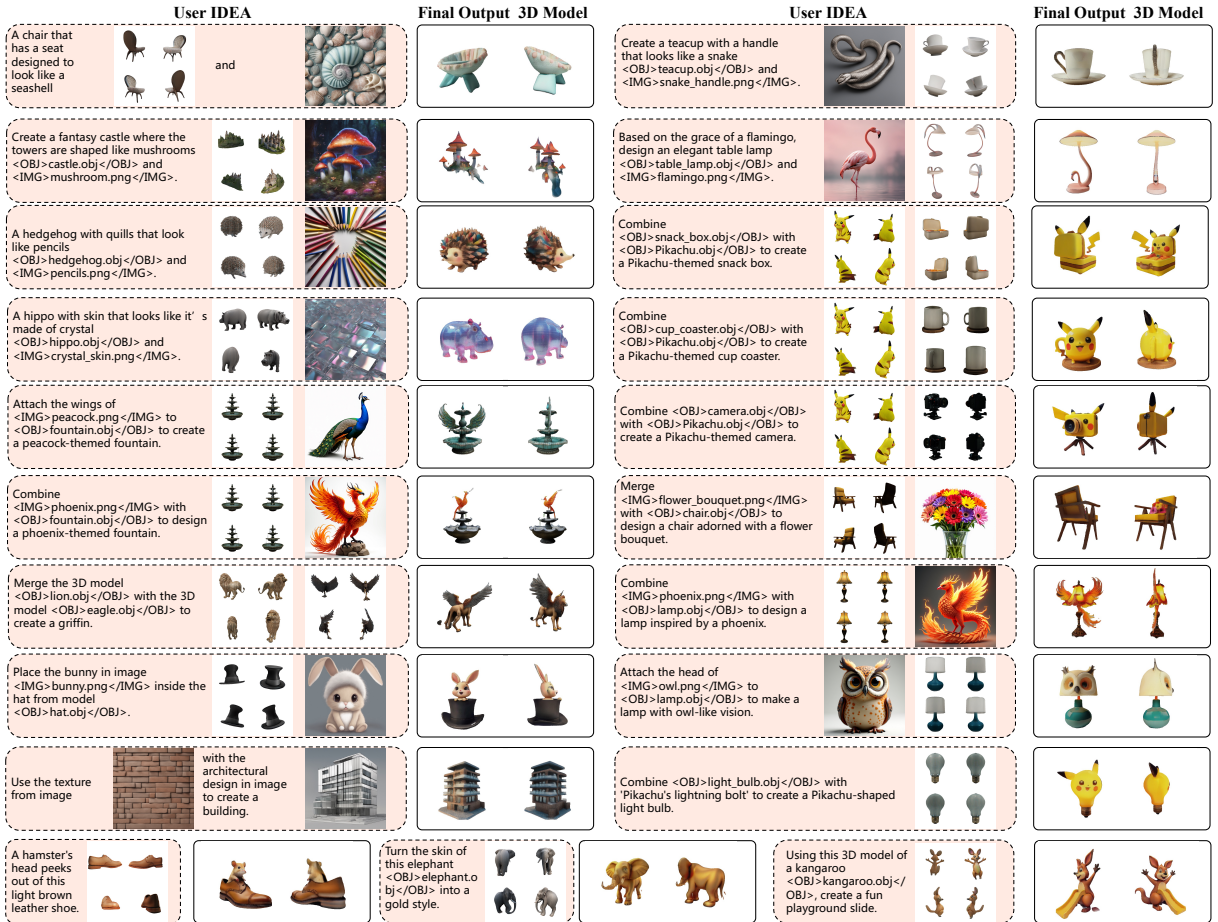 User IDEA
Final Output 3D Model
User IDEA
Final Output 3D Model
A chair that
has a seat
designed to
look like a
seashell
and
Create a teacup with a handle
that looks like a snake
<OBJ>teacup.obj</OBJ> and
<IMG>snake_handle.png</IMG>.
Create a fantasy castle where the
towers are shaped like mushrooms
<OBJ>castle.obj</OBJ> and
<IMG>mushroom.png</IMG>.
Based on the grace of a flamingo,
design an elegant table lamp
<OBJ>table_lamp.obj</OBJ> and
<IMG>flamingo.png</IMG>.
A hedgehog with quills that look
like pencils
<OBJ>hedgehog.obj</OBJ> and
<IMG>pencils.png</IMG>.
Combine
<OBJ>snack_box.obj</OBJ> with
<OBJ>Pikachu.obj</OBJ> to create
a Pikachu-themed snack box.
A hippo with skin that looks like it's
made of crystal
<OBJ>hippo.obj</OBJ> and
<IMG>crystal_skin.png</IMG>.
Combine
<OBJ>cup_coaster.obj</OBJ> with
<OBJ>Pikachu.obj</OBJ> to create
a Pikachu-themed cup coaster.
Attach the wings of
<IMG>peacock.png</IMG> to
<OBJ>fountain.obj</OBJ> to create
a peacock-themed fountain.
Combine <OBJ>camera.obj</OBJ>
with <OBJ>Pikachu.obj</OBJ> to
create a Pikachu-themed camera.
Combine
<IMG>phoenix.png</IMG> with
<OBJ>fountain.obj</OBJ> to design
a phoenix-themed fountain.
Merge
<IMG>flower_bouquet.png</IMG>
with <OBJ>chair.obj</OBJ> to
design a chair adorned with a flower
bouquet.
Merge the 3D model
<OBJ>lion.obj</OBJ> with the 3D
model <OBJ>eagle.obj</OBJ> to
create a griffin.
Combine
<IMG>phoenix.png</IMG> with
<OBJ>lamp.obj</OBJ> to design a
lamp inspired by a phoenix.
Place the bunny in image
<IMG>bunny.png</IMG> inside the
hat from model
<OBJ>hat.obj</OBJ>.
Attach the head of
<IMG>owl.png</IMG> to
<OBJ>lamp.obj</OBJ> to make a
lamp with owl-like vision.
Use the texture
from image
with the
architectural
design in image
to create a
building.
Combine <OBJ>light_bulb.obj</OBJ> with
'Pikachu's lightning bolt' to create a Pikachu-shaped
light bulb.
A hamster's
head peeks
out of this
light brown
leather shoe.
Turn the skin of
this elephant
<OBJ>elephant.o
bj</OBJ> into a
gold style.
Using this 3D model of
a kangaroo
<OBJ>kangaroo.obj</
OBJ>, create a fun
playground slide.